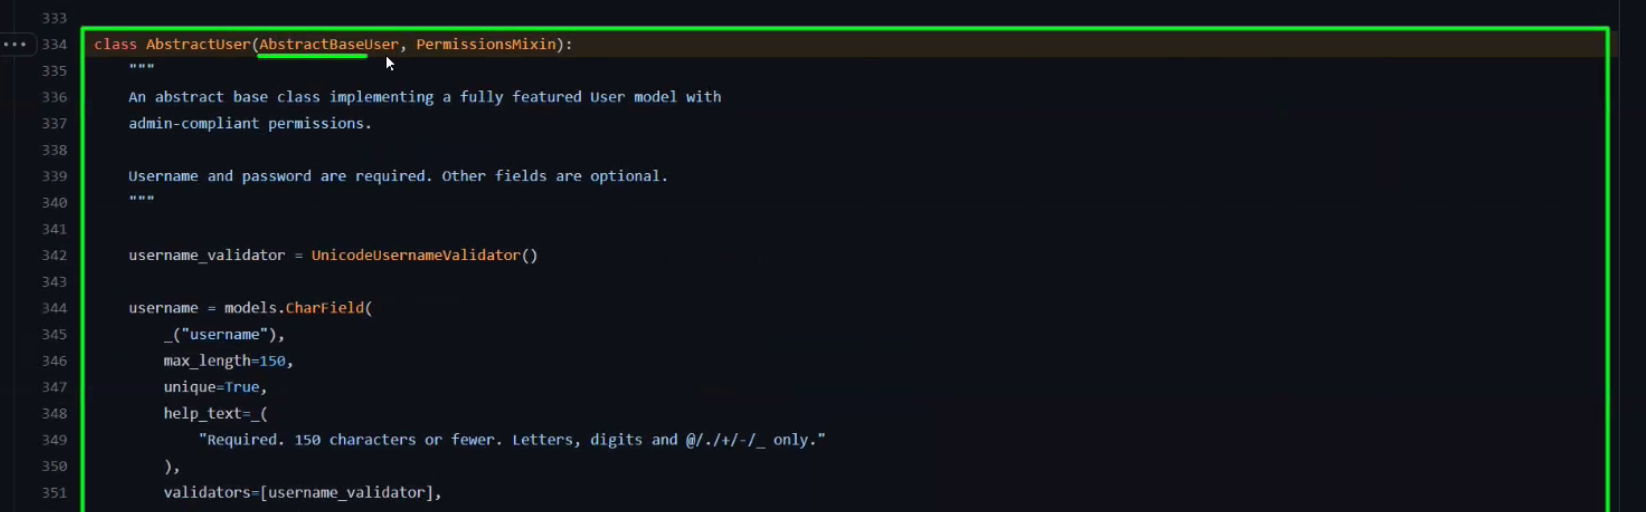 333
334 class AbstractUser(AbstractBaseUser, PermissionsMixin):
335 """
336 An abstract base class implementing a fully featured User model with
337 admin-compliant permissions.
338
339 Username and password are required. Other fields are optional.
340 """
341
342 username_validator = UnicodeUsernameValidator()
343
344 username = models.CharField(
345 _("username"),
346 max_length=150,
347 unique=True,
348 help_text=_(
349 "Required. 150 characters or fewer. Letters, digits and @/./+/-/_ only."
350 ),
351 validators=[username_validator],